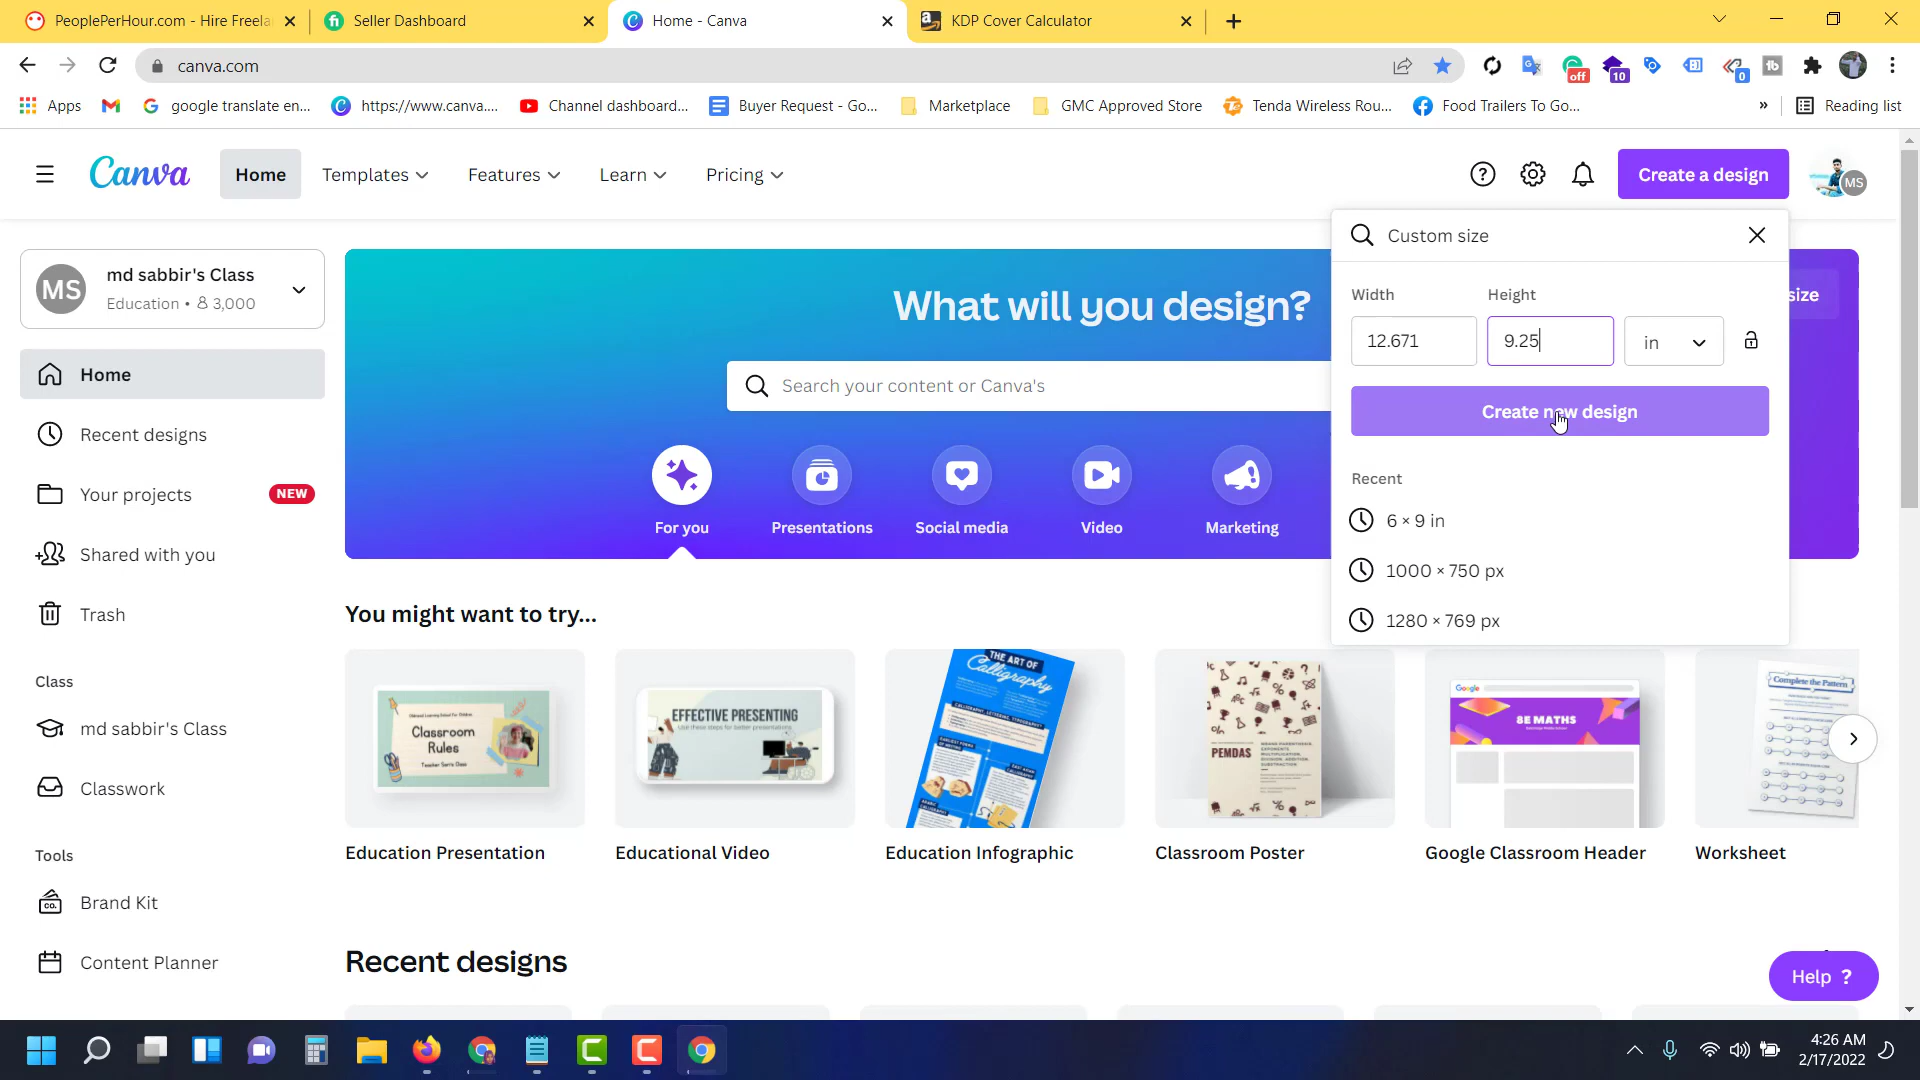 PeoplePerHour.com - Hire Freela
Seller Dashboard
Home - Canva
KDP Cover Calculator
canva.com
off
10
0
Apps
google translate en...
https://www.canva....
Channel dashboard...
Buyer Request - Go...
Marketplace
GMC Approved Store
Tenda Wireless Rou...
Food Trailers To Go...
»
Reading list
Canva
Home
Templates
Features
Learn
Pricing
Create a design
MS
Custom size
Width
Height
12.671
9.25
in
Create new design
Recent
6 × 9 in
1000 × 750 px
1280 × 769 px
size
MS
md sabbir's Class
Education • 3,000
Home
Recent designs
Your projects
NEW
Shared with you
Trash
Class
md sabbir's Class
Classwork
Tools
Brand Kit
Content Planner
What will you design?
Search your content or Canva's
For you
Presentations
Social media
Video
Marketing
You might want to try...
Classroom
Rules
EFFECTIVE PRESENTING
THE ART OF
Calligraphy
PEMDAS
Google
8E MATHS
Complete the Pattern
Education Presentation
Educational Video
Education Infographic
Classroom Poster
Google Classroom Header
Worksheet
Recent designs
Help ?
4:26 AM
2/17/2022